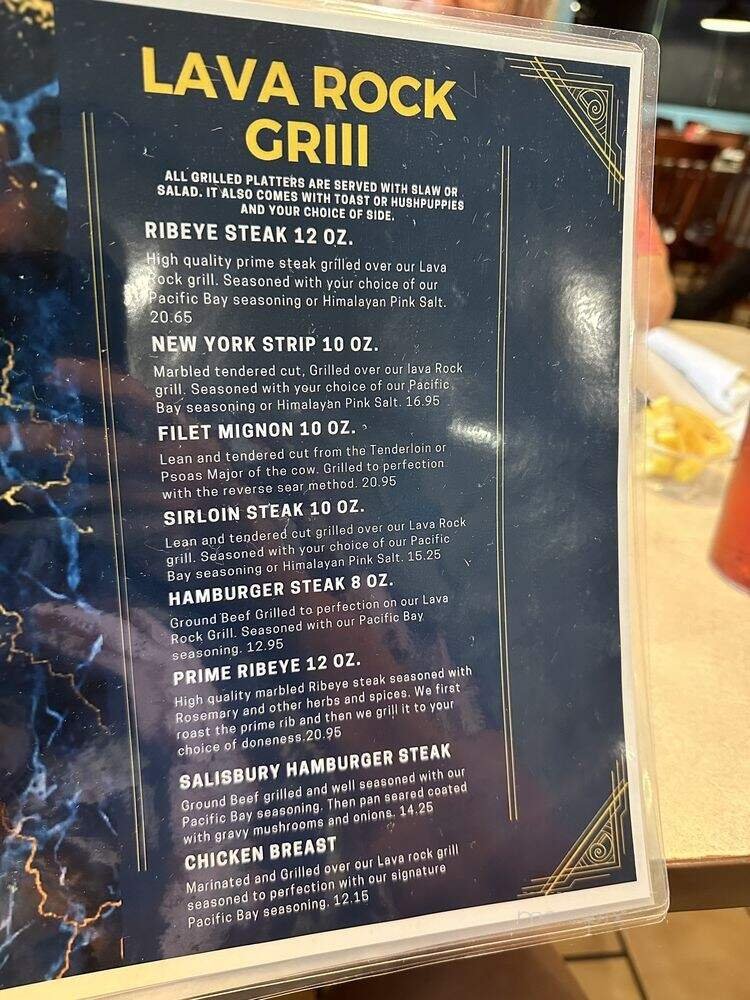 LAVA ROCK
GRIII
ALL GRILLED PLATTERS ARE SERVED WITH SLAW OR
SALAD. IT ALSO COMES WITH TOAST OR HUSHPUPPIES
AND YOUR CHOICE OF SIDE.
RIBEYE STEAK 12 OZ.
High quality prime steak grilled over our Lava
Rock grill. Seasoned with your choice of our
Pacific Bay seasoning or Himalayan Pink Salt.
20.65
NEW YORK STRIP 10 OZ.
Marbled tendered cut, Grilled over our lava Rock
grill. Seasoned with your choice of our Pacific
Bay seasoning or Himalayan Pink Salt. 16.95
FILET MIGNON 10 OZ.
Lean and tendered cut from the Tenderloin or
Psoas Major of the cow. Grilled to perfection
with the reverse sear method. 20.95
SIRLOIN STEAK 10 OZ.
Lean and tendered cut grilled over our Lava Rock
grill. Seasoned with your choice of our Pacific
Bay seasoning or Himalayan Pink Salt. 15.25
HAMBURGER STEAK 8 OZ.
Ground Beef Grilled to perfection on our Lava
Rock Grill. Seasoned with our Pacific Bay
seasoning. 12.95
PRIME RIBEYE 12 OZ.
High quality marbled Ribeye steak seasoned with
Rosemary and other herbs and spices. We first
roast the prime rib and then we grill it to your
choice of doneness.20.95
SALISBURY HAMBURGER STEAK
Ground Beef grilled and well seasoned with our
Pacific Bay seasoning. Then pan seared coated
with gravy mushrooms and onions. 14.25
CHICKEN BREAST
Marinated and Grilled over our Lava rock grill
seasoned to perfection with our signature
Pacific Bay seasoning. 12.15